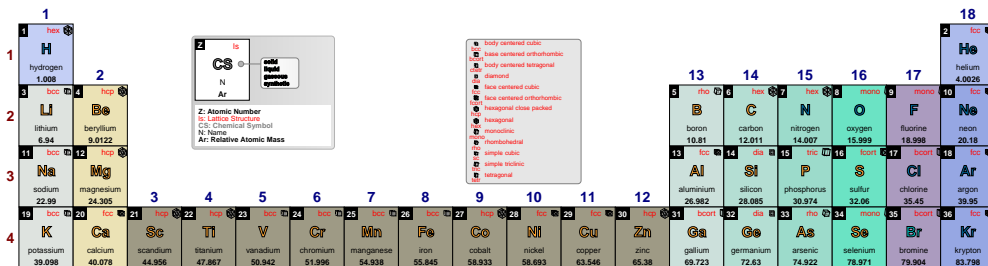 1 18
1 hex 2 fcc
1 H He
hydrogen helium
1.008 4.0026
Z ls
CS
solid
liquid
gaseous
synthetic
N
Ar
Z: Atomic Number
ls: Lattice Structure
CS: Chemical Symbol
N: Name
Ar: Relative Atomic Mass
body centered cubic
bcc
base centered orthorhombic
bcort
body centered tetragonal
diamond
dia
face centered cubic
fcc
face centered orthorhombic
fcort
hexagonal close packed
hcp
hexagonal
hex
monoclinic
mono
rhombohedral
rho
simple cubic
sc
simple triclinic
tric
tetragonal
tetr
2 13 14 15 16 17
3 bcc 4 hcp 5 rho 6 hex 7 hex 8 mono 9 mono 10 fcc
2 Li Be B C N O F Ne
lithium beryllium boron carbon nitrogen oxygen fluorine neon
6.94 9.0122 10.81 12.011 14.007 15.999 18.998 20.18
11 bcc 12 hcp 13 fcc 14 dia 15 tric 16 fcort 17 bcort 18 fcc
3 Na Mg Al Si P S Cl Ar
sodium magnesium aluminium silicon phosphorus sulfur chlorine argon
22.99 24.305 26.982 28.085 30.974 32.06 35.45 39.95
3 4 5 6 7 8 9 10 11 12
19 bcc 20 fcc 21 hcp 22 hcp 23 bcc 24 bcc 25 bcc 26 bcc 27 hcp 28 fcc 29 fcc 30 hcp 31 bcort 32 dia 33 rho 34 mono 35 bcort 36 fcc
4 K Ca Sc Ti V Cr Mn Fe Co Ni Cu Zn Ga Ge As Se Br Kr
potassium calcium scandium titanium vanadium chromium manganese iron cobalt nickel copper zinc gallium germanium arsenic selenium bromine krypton
39.098 40.078 44.956 47.867 50.942 51.996 54.938 55.845 58.933 58.693 63.546 65.38 69.723 72.63 74.922 78.971 79.904 83.798